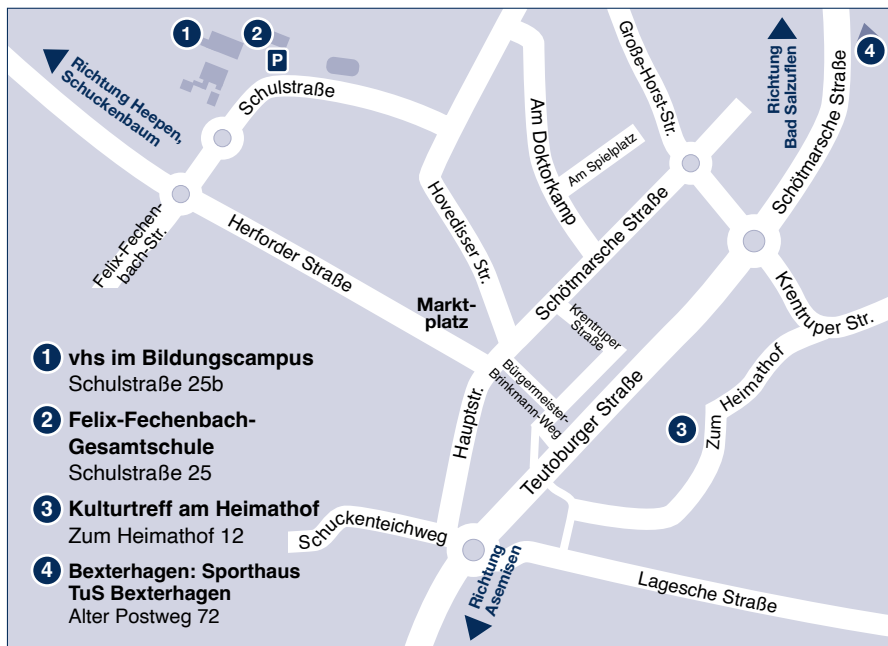 1
2
P
4
Richtung Heepen,
Schuckenbaum
Schulstraße
Große-Horst-Str.
Richtung
Bad Salzuflen
Schötmarsche Straße
Am Doktorkamp
Am Spielplatz
Hovedisser Str.
Felix-Fechen-
bach-Str.
Herforder Straße
Schötmarsche Straße
Markt-
platz
Krentruper
Straße
Krentruper Str.
Bürgermeister-
Brinkmann-Weg
Hauptstr.
Teutoburger Straße
3
Zum Heimathof
Schuckenteichweg
Richtung
Asemissen
Lagesche Straße
1 vhs im Bildungscampus
Schulstraße 25b
2 Felix-Fechenbach-
Gesamtschule
Schulstraße 25
3 Kulturtreff am Heimathof
Zum Heimathof 12
4 Bexterhagen: Sporthaus
TuS Bexterhagen
Alter Postweg 72